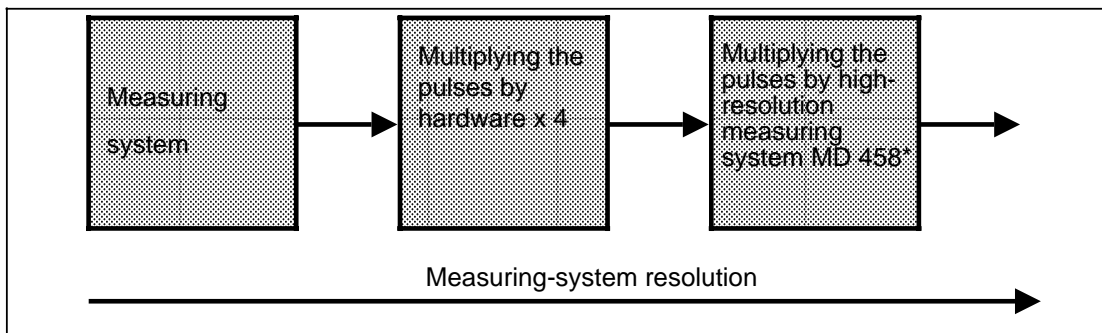 Measuring
system
Multiplying the
pulses by
hardware x 4
Multiplying the
pulses by high-
resolution
measuring
system MD 458*
Measuring-system resolution